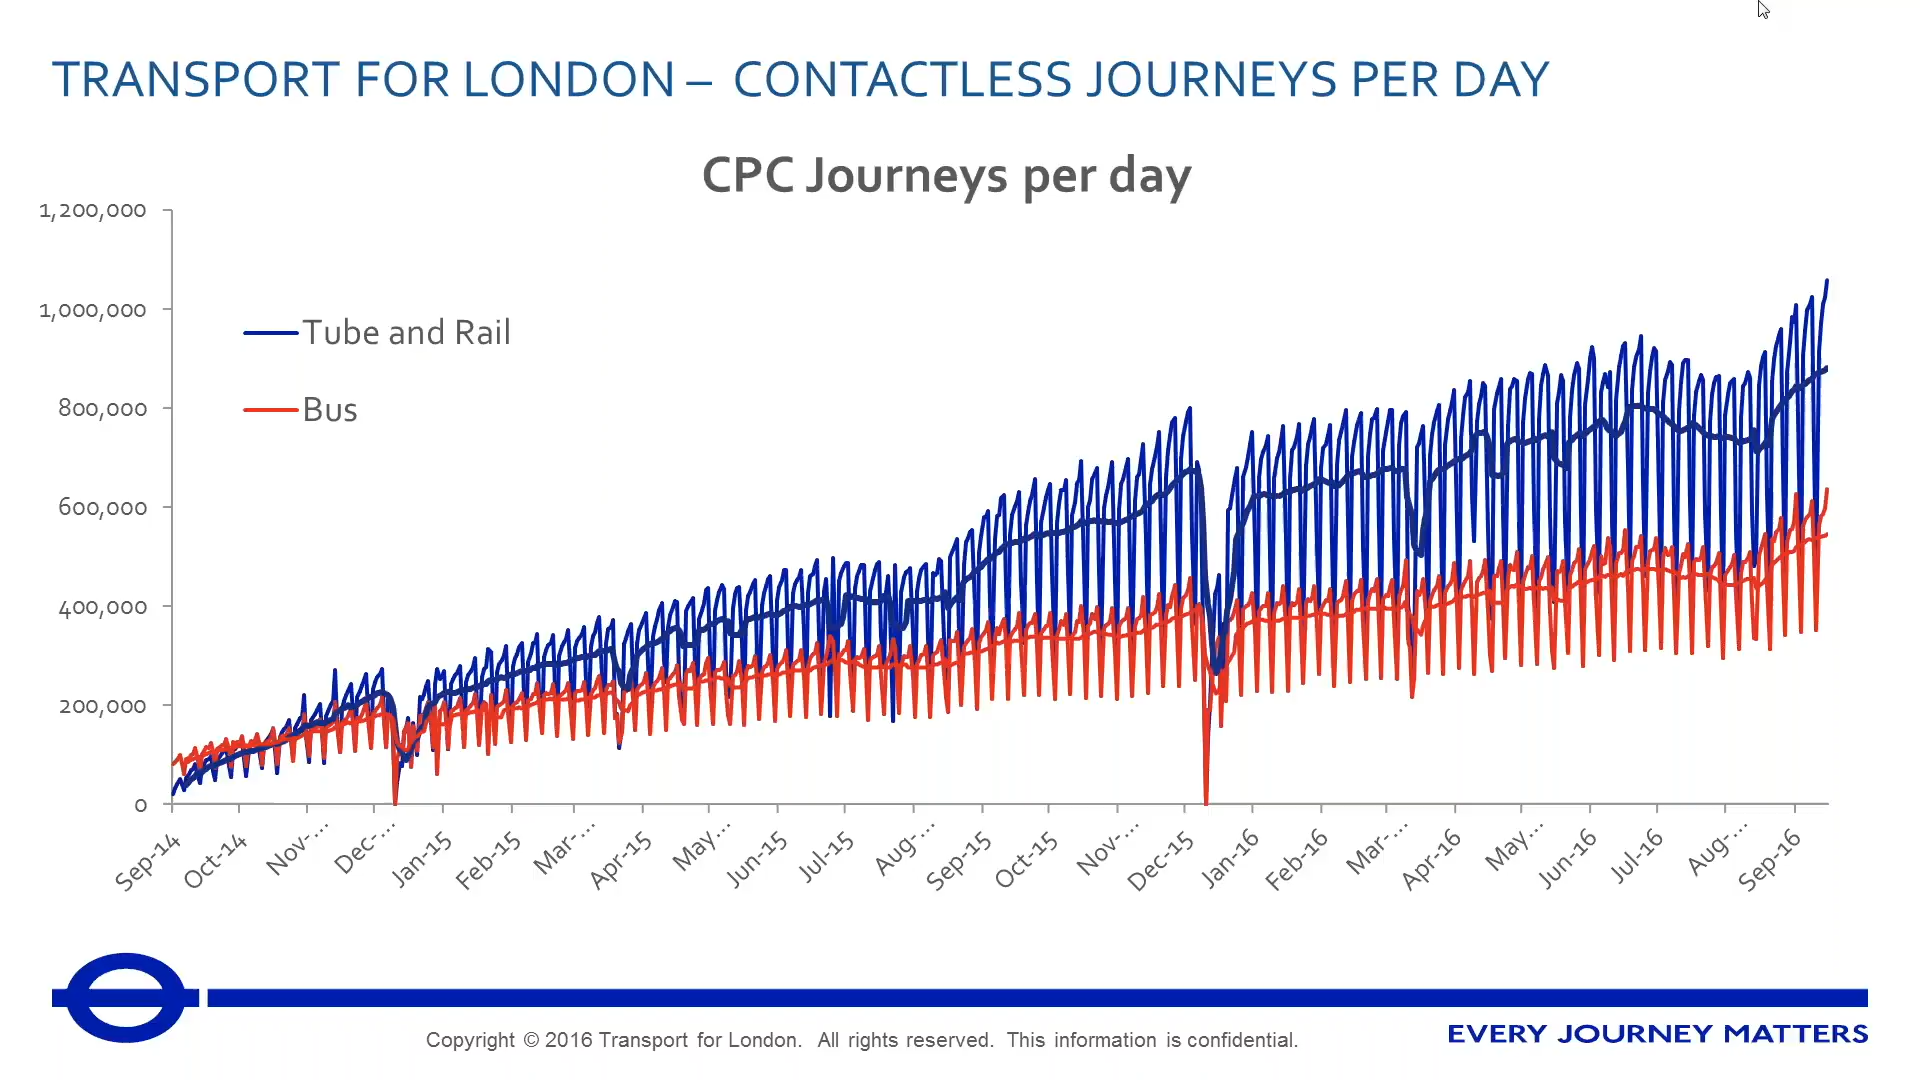 TRANSPORT FOR LONDON – CONTACTLESS JOURNEYS PER DAY
CPC Journeys per day
1,200,000
1,000,000
800,000
600,000
400,000
200,000
0
Tube and Rail
Bus
Sep-14
Oct-14
Nov-...
Dec-...
Jan-15
Feb-15
Mar-...
Apr-15
May...
Jun-15
Jul-15
Aug-...
Sep-15
Oct-15
Nov-...
Dec-15
Jan-16
Feb-16
Mar-...
Apr-16
May...
Jun-16
Jul-16
Aug-...
Sep-16
Copyright © 2016 Transport for London. All rights reserved. This information is confidential.
EVERY JOURNEY MATTERS